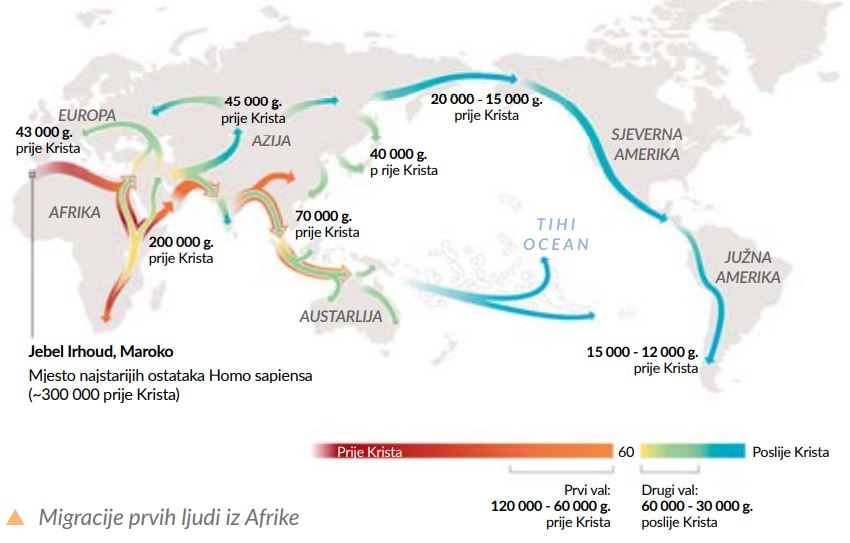 EUROPA
43 000 g.
prije Krista
45 000 g.
prije Krista
AZIJA
20 000 - 15 000 g.
prije Krista
SJEVERNA
AMERIKA
40 000 g.
p rije Krista
AFRIKA
200 000 g.
prije Krista
70 000 g.
prije Krista
TIHI
OCEAN
JUŽNA
AMERIKA
AUSTARLIJA
15 000 - 12 000 g.
prije Krista
Jebel Irhoud, Maroko
Mjesto najstarijih ostataka Homo sapiensa
(~300 000 prije Krista)
Prije Krista
60
Poslije Krista
Prvi val:
120 000 - 60 000 g.
prije Krista
Drugi val:
60 000 - 30 000 g.
poslije Krista
Migracije prvih ljudi iz Afrike